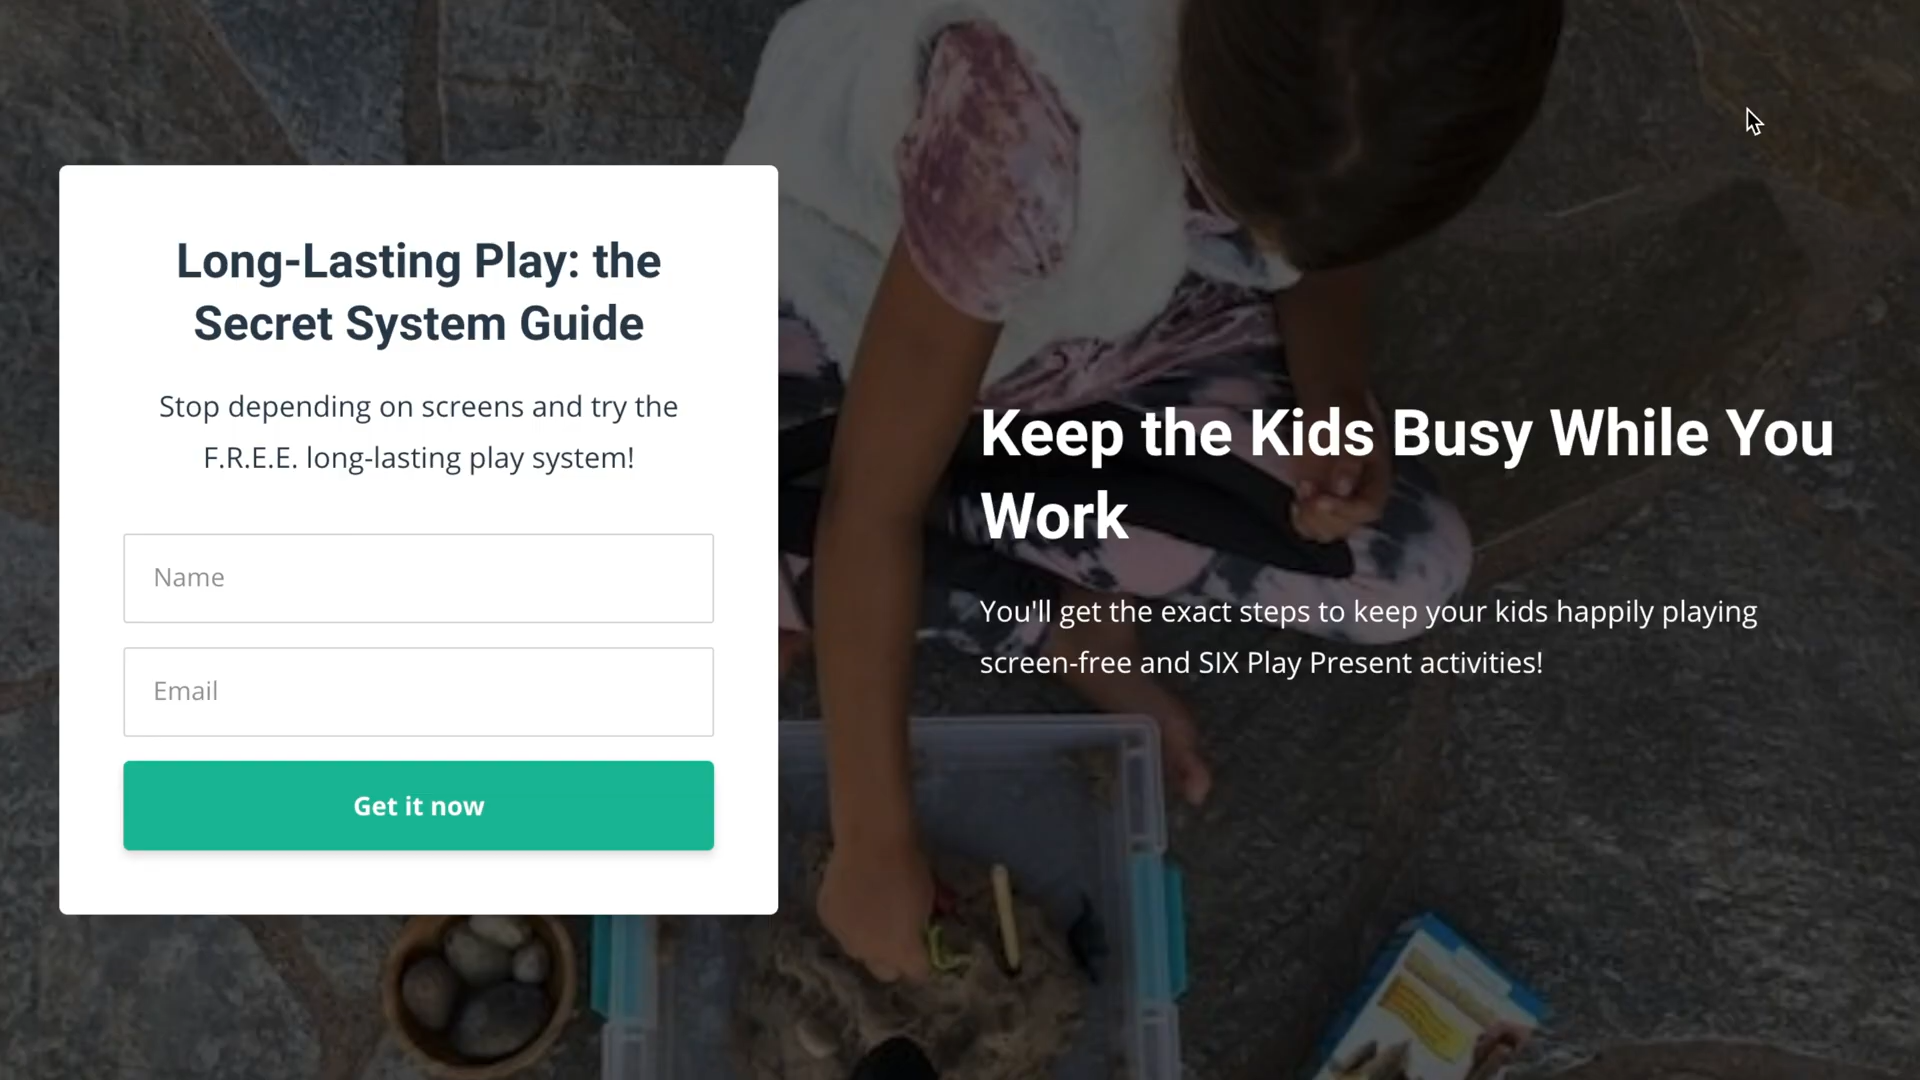 Long-Lasting Play: the
Secret System Guide
Stop depending on screens and try the
F.R.E.E. long-lasting play system!
Name
Email
Get it now
Keep the Kids Busy While You
Work
You'll get the exact steps to keep your kids happily playing
screen-free and SIX Play Present activities!